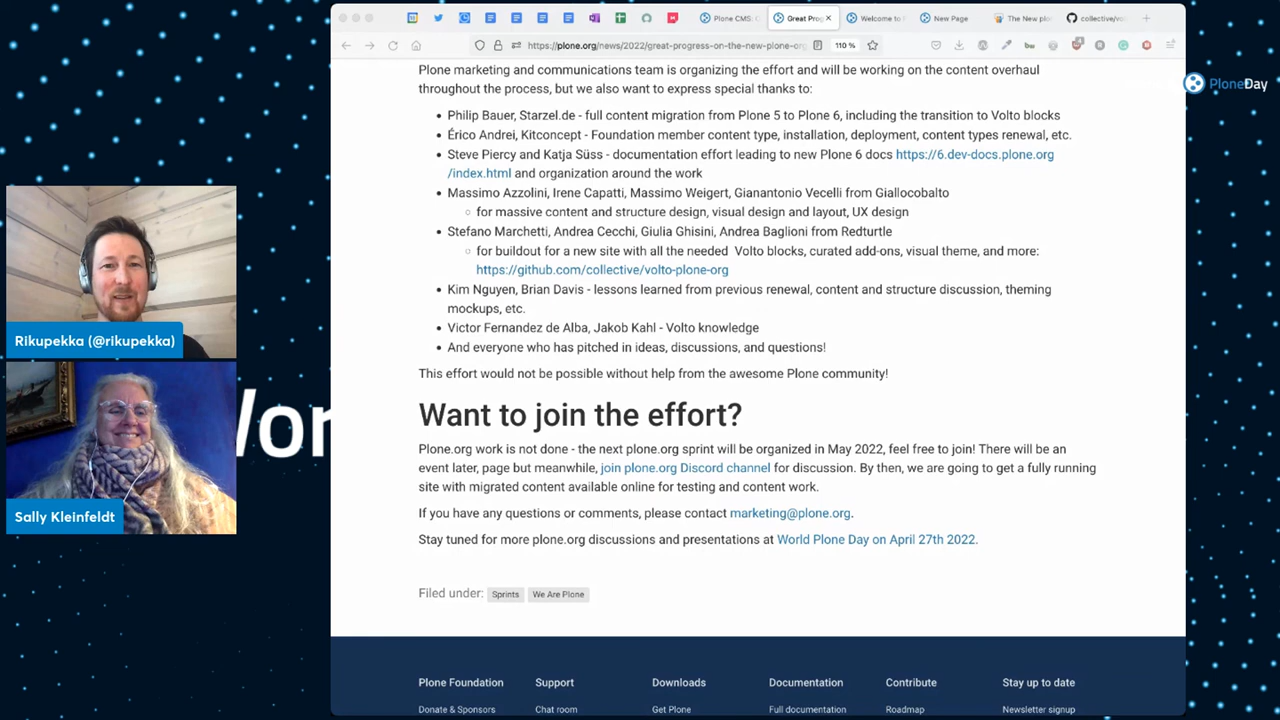 Plone CMS: C
Great Prog
Welcome to
New Page
The New plon
collective/vol
https://plone.org/news/2022/great-progress-on-the-new-plone-org
110 %
PloneDay
Plone marketing and communications team is organizing the effort and will be working on the content overhaul
throughout the process, but we also want to express special thanks to:
• Philip Bauer, Starzel.de - full content migration from Plone 5 to Plone 6, including the transition to Volto blocks
• Érico Andrei, Kitconcept - Foundation member content type, installation, deployment, content types renewal, etc.
• Steve Piercy and Katja Süss - documentation effort leading to new Plone 6 docs https://6.dev-docs.plone.org
/index.html and organization around the work
• Massimo Azzolini, Irene Capatti, Massimo Weigert, Gianantonio Vecelli from Giallocobalto
for massive content and structure design, visual design and layout, UX design
• Stefano Marchetti, Andrea Cecchi, Giulia Ghisini, Andrea Baglioni from Redturtle
for buildout for a new site with all the needed Volto blocks, curated add-ons, visual theme, and more:
https://github.com/collective/volto-plone-org
• Kim Nguyen, Brian Davis - lessons learned from previous renewal, content and structure discussion, theming
mockups, etc.
• Victor Fernandez de Alba, Jakob Kahl - Volto knowledge
• And everyone who has pitched in ideas, discussions, and questions!
This effort would not be possible without help from the awesome Plone community!
Want to join the effort?
Plone.org work is not done - the next plone.org sprint will be organized in May 2022, feel free to join! There will be an
event later, page but meanwhile, join plone.org Discord channel for discussion. By then, we are going to get a fully running
site with migrated content available online for testing and content work.
If you have any questions or comments, please contact marketing@plone.org.
Stay tuned for more plone.org discussions and presentations at World Plone Day on April 27th 2022.
Filed under: Sprints We Are Plone
Plone Foundation
Support
Downloads
Documentation
Contribute
Stay up to date
Donate & Sponsors
Chat room
Get Plone
Full documentation
Roadmap
Newsletter signup
Rikupekka (@rikupekka)
Sally Kleinfeldt